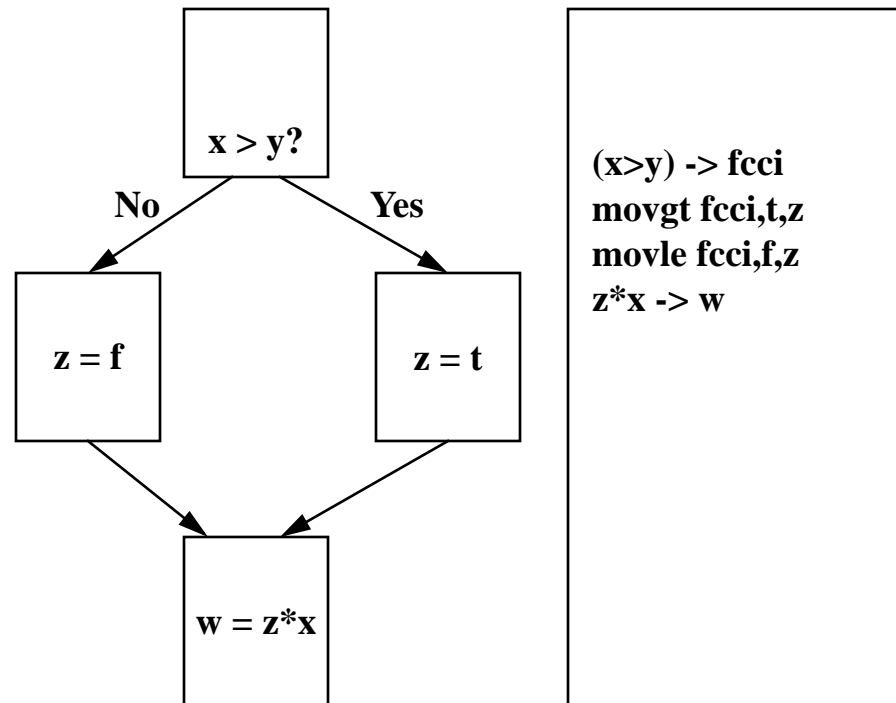 x > y?
No
Yes
z = f
z = t
w = z*x
(x>y) -> fcci
movgt fcci,t,z
movle fcci,f,z
z*x -> w